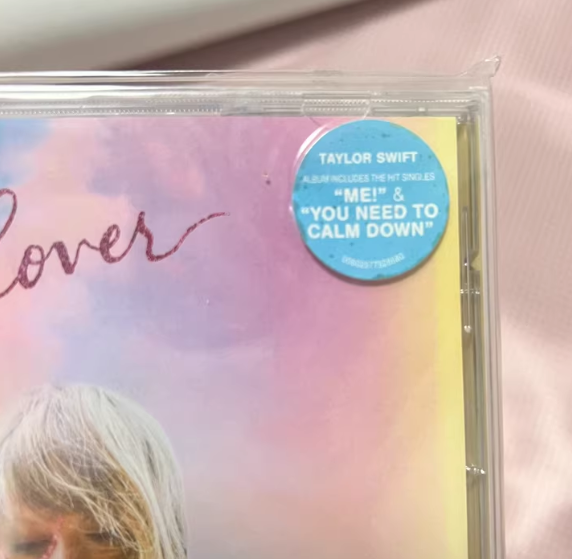 Lover
TAYLOR SWIFT
ALBUM INCLUDES THE HIT SINGLES
“ME!” &
“YOU NEED TO
CALM DOWN”